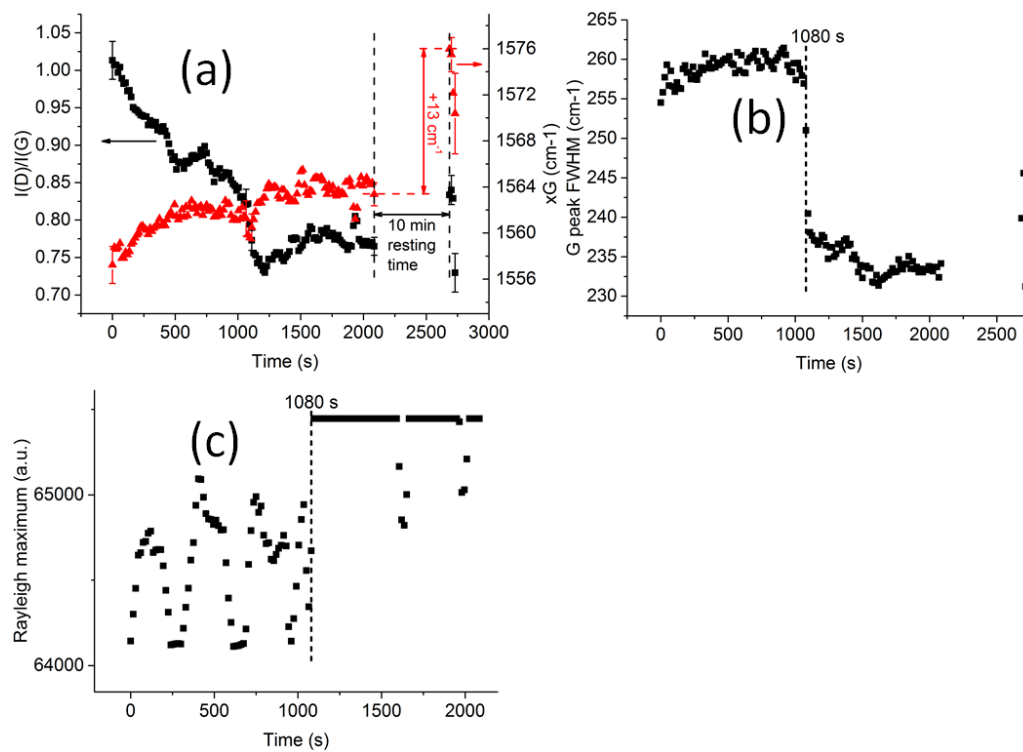 (a)
I((D)/I(G)
1.05
1.00
0.95
0.90
0.85
0.80
0.75
0.70
0
500
1000
1500
2000
2500
3000
Time (s)
+13 cm-1
10 min
resting
time
1576
1572
1568
1564
1560
1556
xG (cm-1)
(b)
1080 s
G peak FWHM (cm-1)
265
260
255
250
245
240
235
230
0
500
1000
1500
2000
2500
Time (s)
(c)
1080 s
Rayleigh maximum (a.u.)
65000
64000
0
500
1000
1500
2000
Time (s)